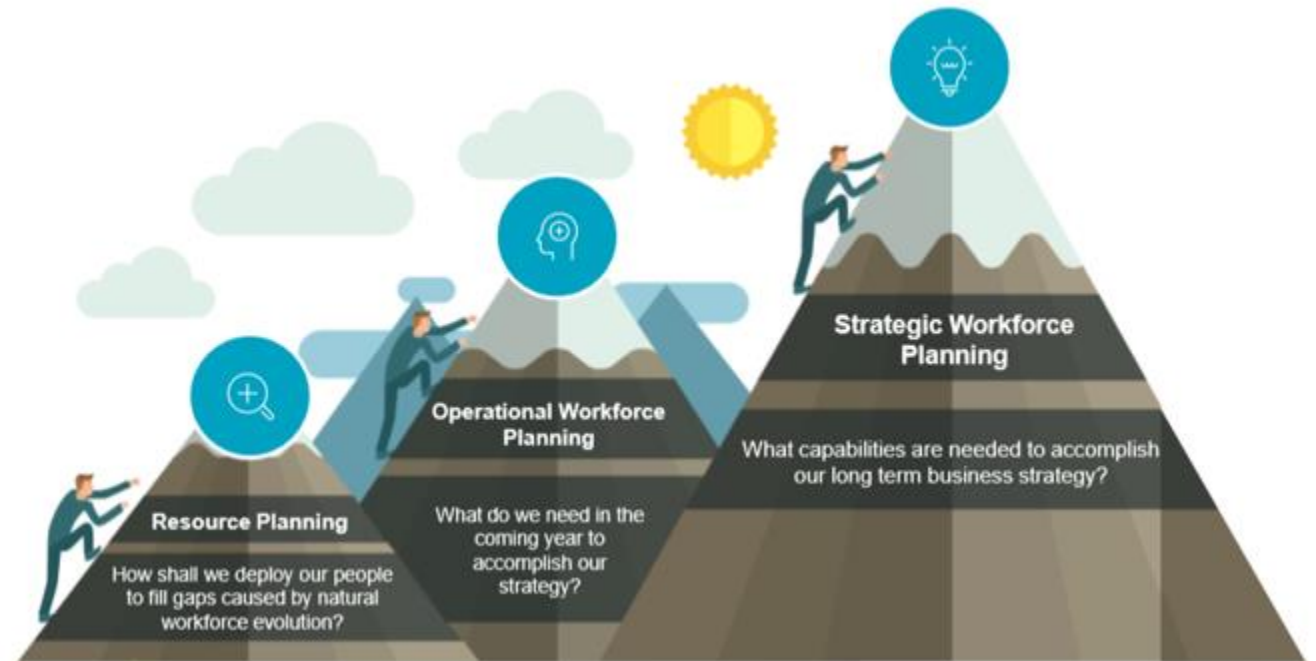 Resource Planning
How shall we deploy our people
to fill gaps caused by natural
workforce evolution?
Operational Workforce
Planning
What do we need in the
coming year to
accomplish our
strategy?
Strategic Workforce
Planning
What capabilities are needed to accomplish
our long term business strategy?